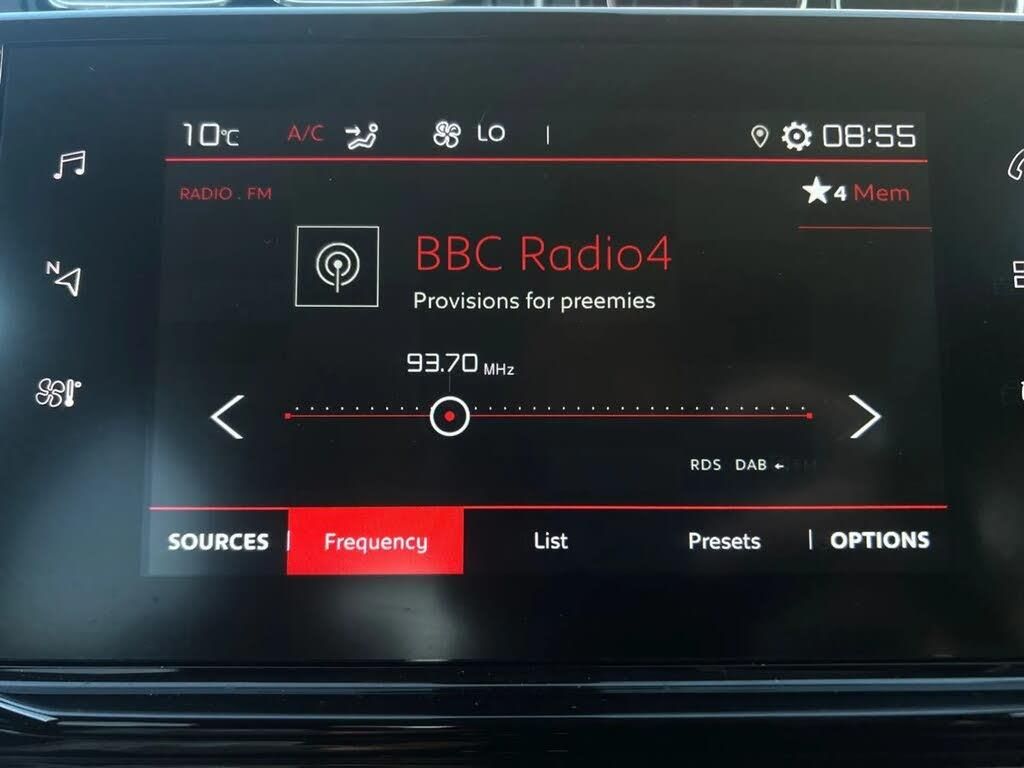 10°C A/C LO | 08:55
RADIO . FM
4 Mem
BBC Radio4
Provisions for preemies
N
93.70 MHz
RDS DAB
SOURCES | Frequency List Presets | OPTIONS